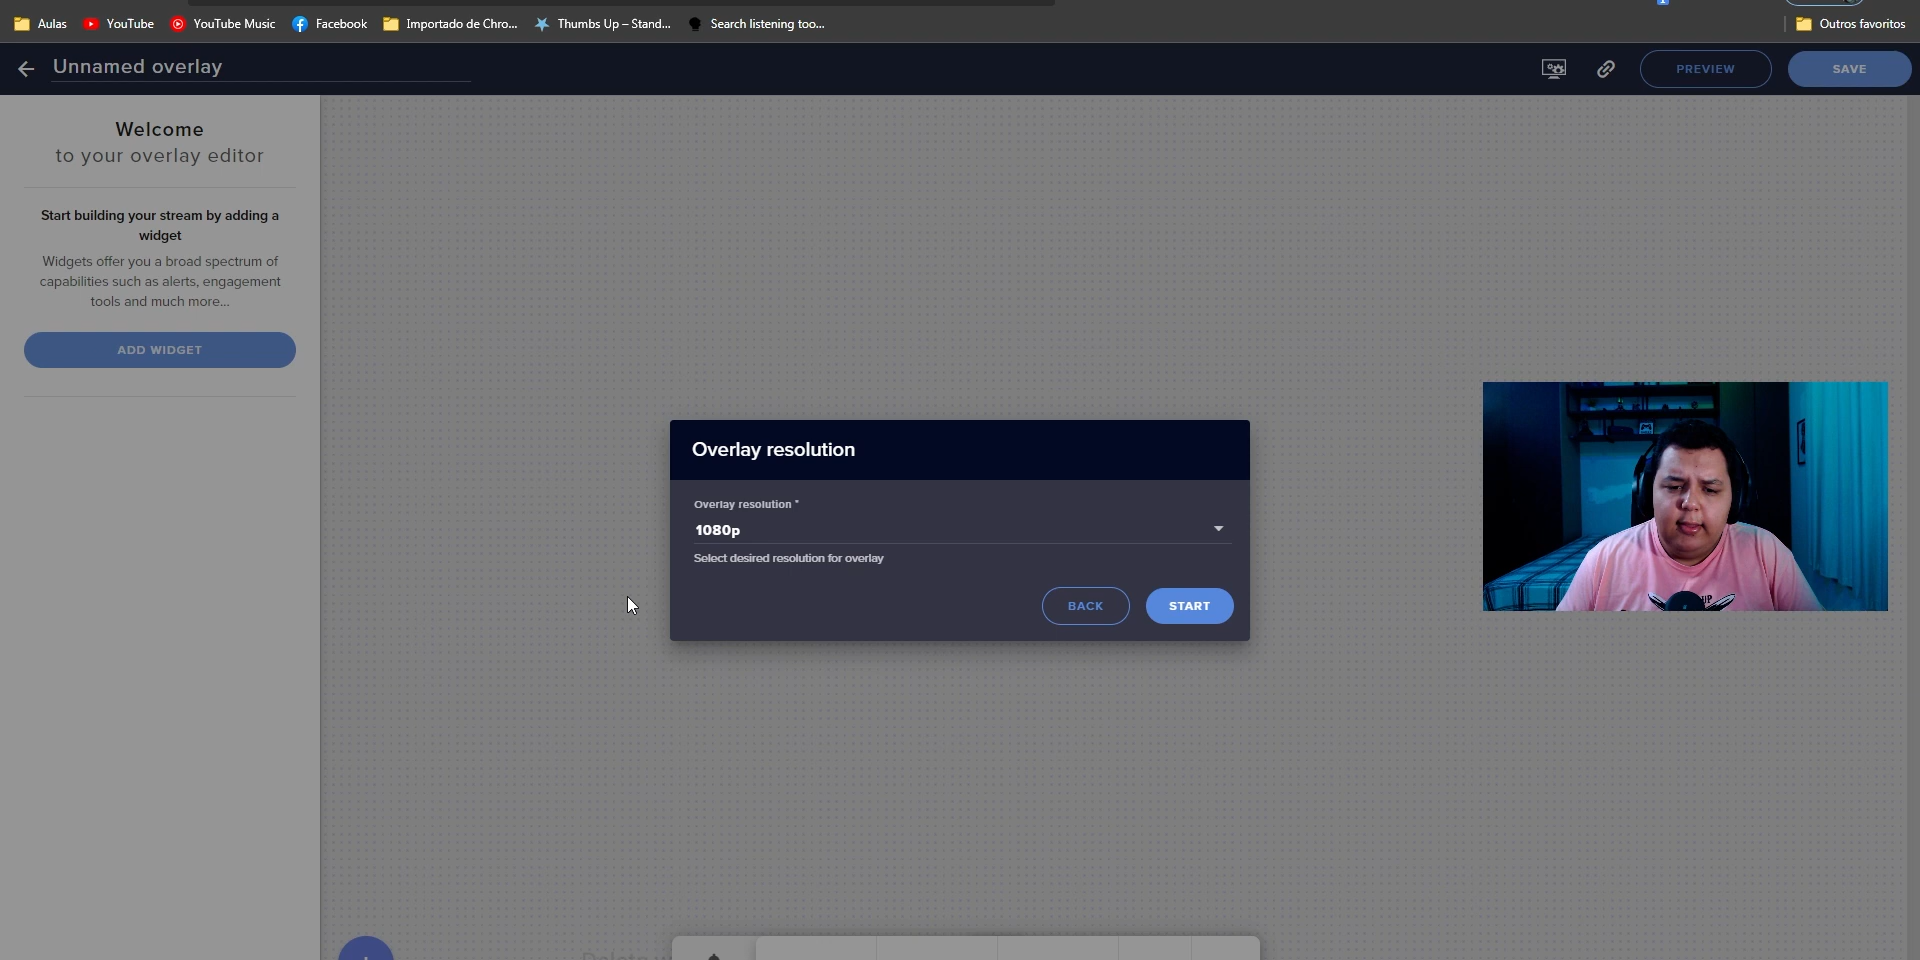 Aulas
YouTube
YouTube Music
Facebook
Importado de Chro...
Thumbs Up – Stand...
Search listening too...
Outros favoritos
Unnamed overlay
PREVIEW
SAVE
Welcome
to your overlay editor
Start building your stream by adding a
widget
Widgets offer you a broad spectrum of
capabilities such as alerts, engagement
tools and much more...
ADD WIDGET
Overlay resolution
Overlay resolution *
1080p
Select desired resolution for overlay
BACK
START